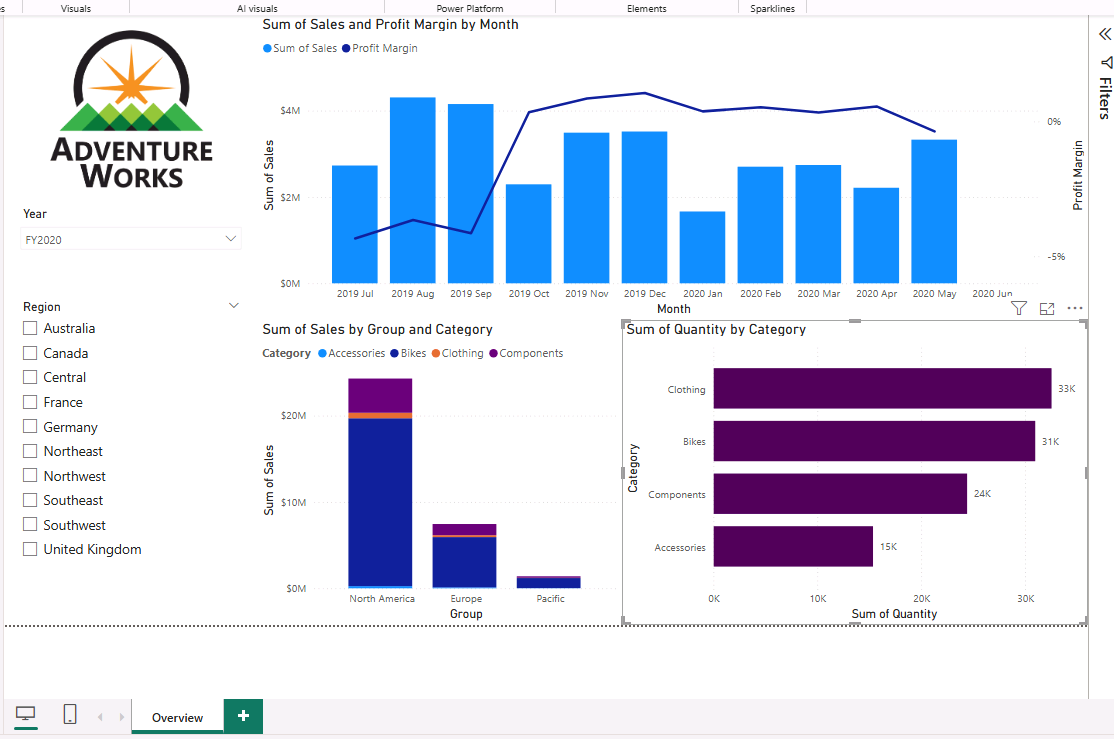 Visuals
AI visuals
Power Platform
Elements
Sparklines
ADVENTURE
WORKS
Year
FY2020
Region
Australia
Canada
Central
France
Germany
Northeast
Northwest
Southeast
Southwest
United Kingdom
Sum of Sales and Profit Margin by Month
Sum of Sales Profit Margin
Sum of Sales
$4M
$2M
$0M
0%
-5%
Profit Margin
2019 Jul 2019 Aug 2019 Sep 2019 Oct 2019 Nov 2019 Dec 2020 Jan 2020 Feb 2020 Mar 2020 Apr 2020 May 2020 Jun
Month
Sum of Sales by Group and Category
Category Accessories Bikes Clothing Components
Sum of Sales
$20M
$10M
$0M
North America Europe Pacific
Group
Sum of Quantity by Category
Category
Clothing 33K
Bikes 31K
Components 24K
Accessories 15K
0K 10K 20K 30K
Sum of Quantity
Filters
Overview